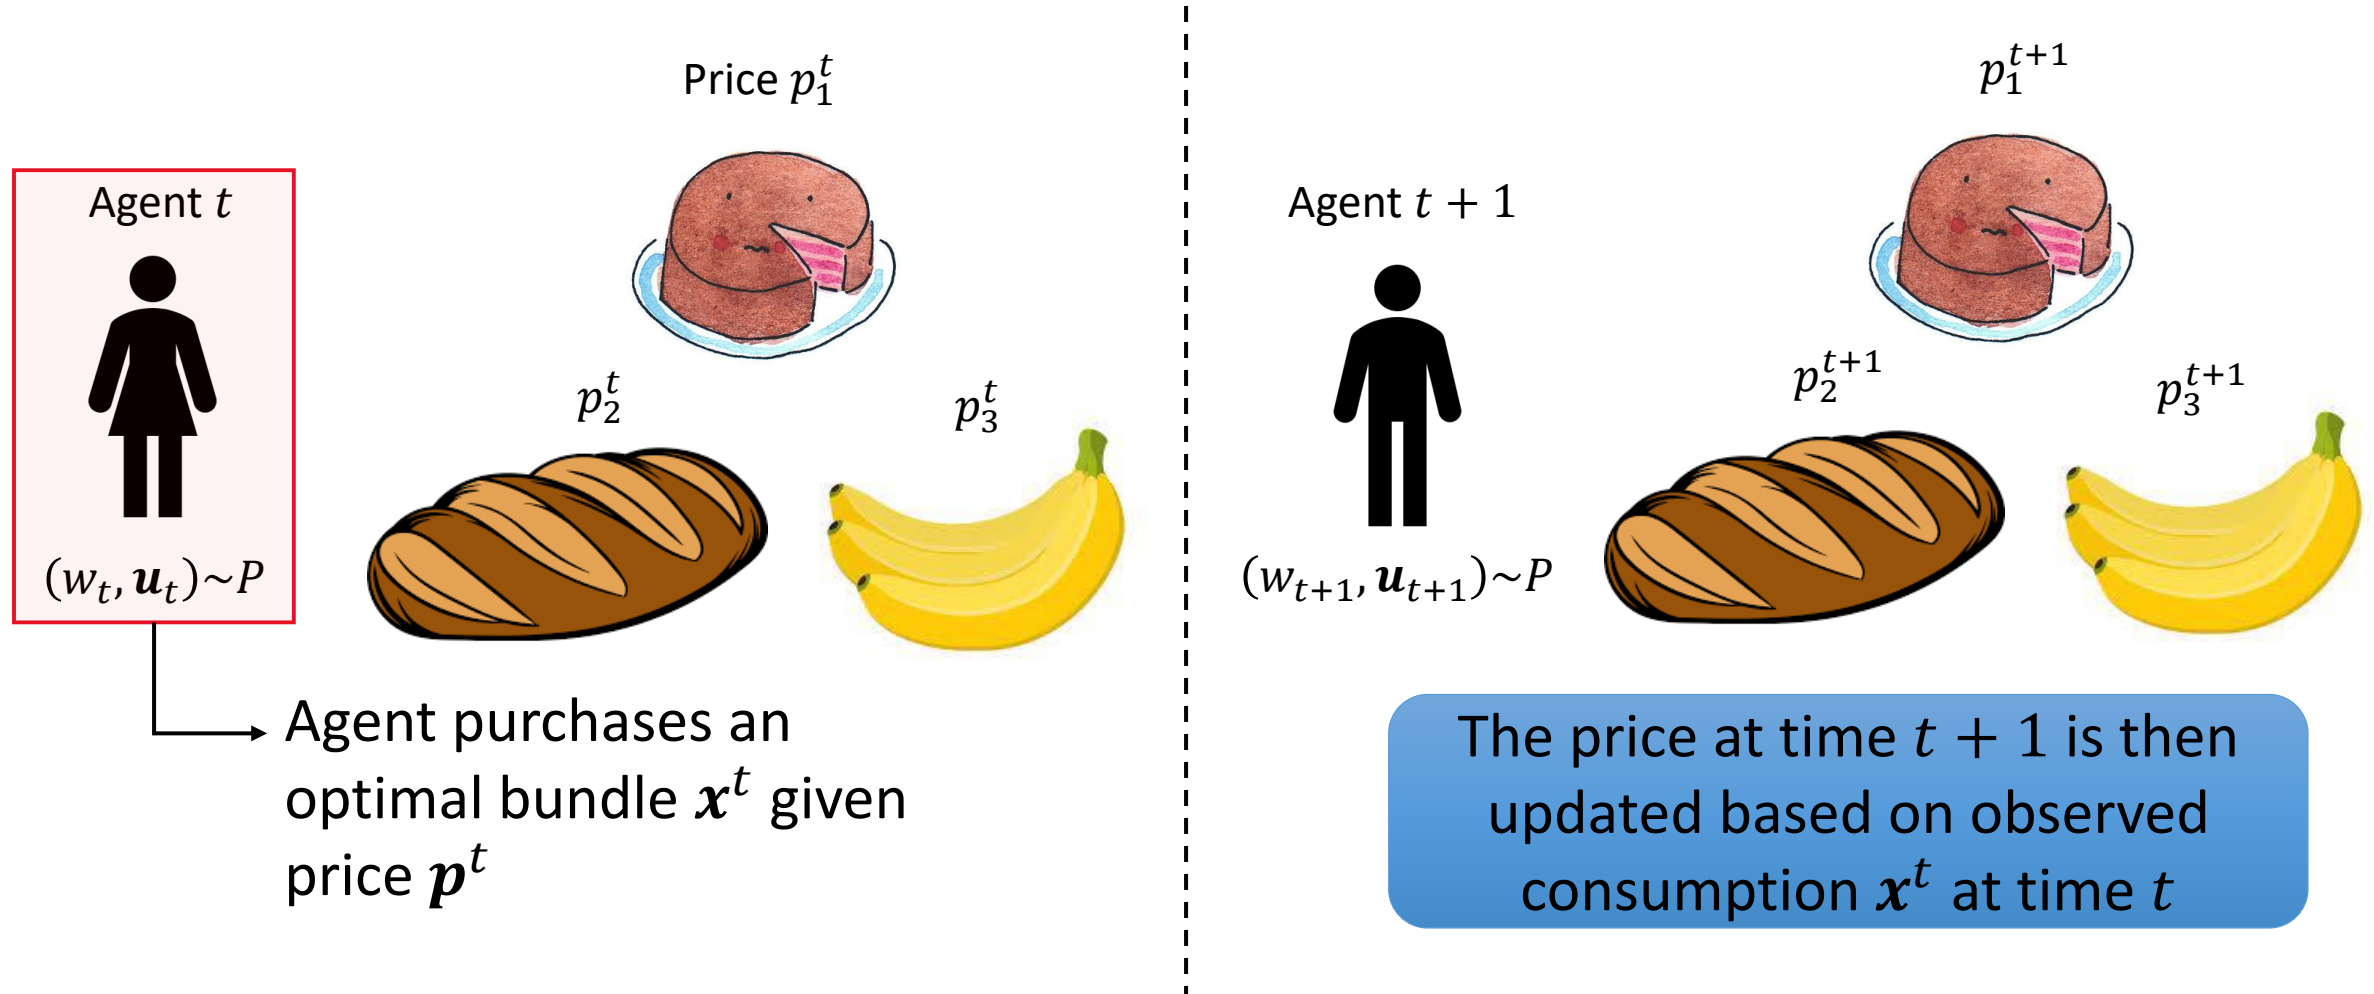 Price $p_1^t$
Agent $t$
$p_2^t$
$p_3^t$
$(w_t, \boldsymbol{u}_t) \sim P$
Agent purchases an
optimal bundle $\boldsymbol{x}^t$ given
price $\boldsymbol{p}^t$
$p_1^{t+1}$
Agent $t + 1$
$p_2^{t+1}$
$p_3^{t+1}$
$(w_{t+1}, \boldsymbol{u}_{t+1}) \sim P$
The price at time $t + 1$ is then
updated based on observed
consumption $\boldsymbol{x}^t$ at time $t$